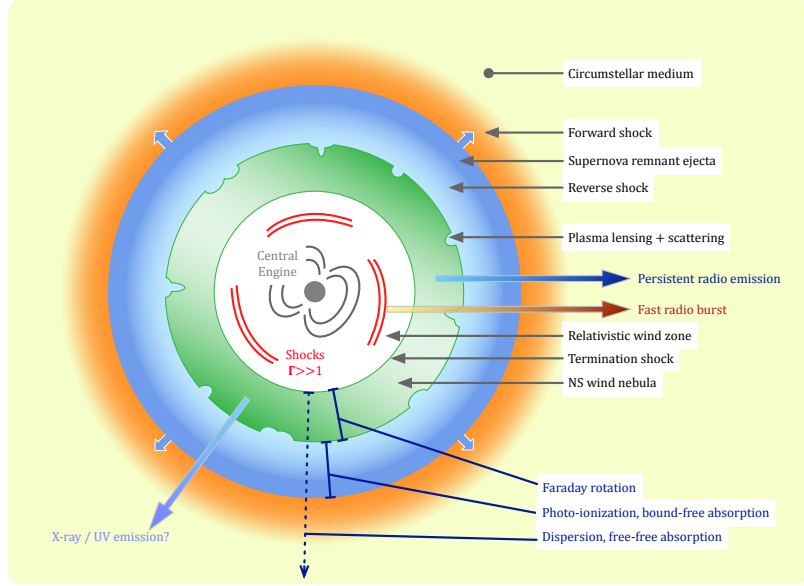 Circumstellar medium
Forward shock
Supernova remnant ejecta
Reverse shock
Plasma lensing + scattering
Central
Engine
Persistent radio emission
Fast radio burst
Relativistic wind zone
Shocks
Γ>>1
Termission shock
NS wind nebula
Faraday rotation
Photo-ionization, bound-free absorption
X-ray / UV emission?
Dispersion, free-free absorption